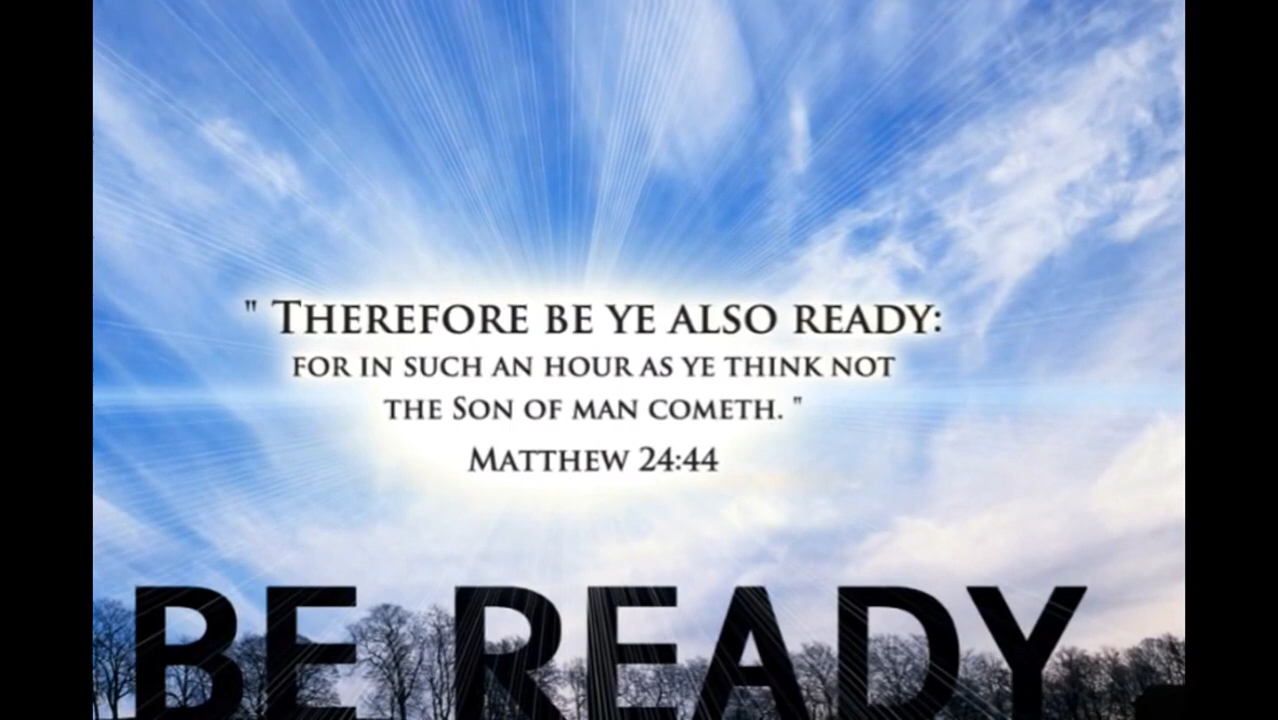 " Therefore be ye also ready:
for in such an hour as ye think not
the Son of man cometh. "
Matthew 24:44
BE READY